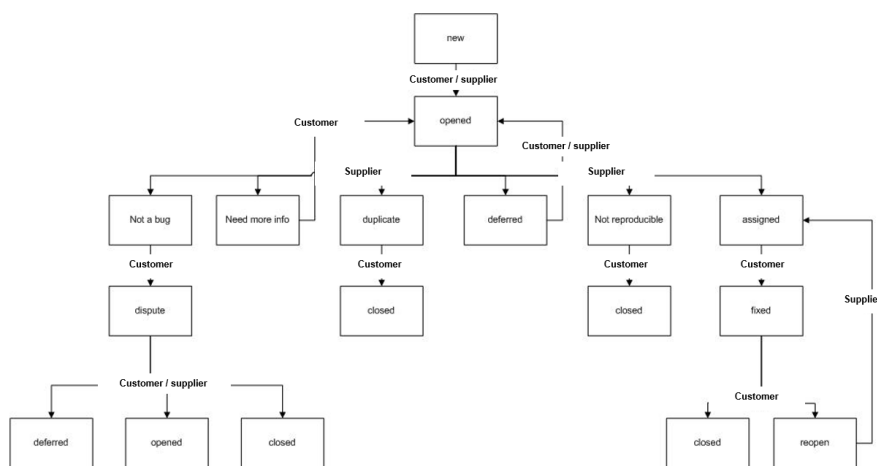 new
Customer / supplier
opened
Customer
Customer / supplier
Supplier
Supplier
Not a bug
Need more info
duplicate
deferred
Not reproducible
assigned
Customer
Customer
Customer
Customer
dispute
closed
closed
fixed
Supplie
Customer / supplier
Customer
deferred
opened
closed
closed
reopen